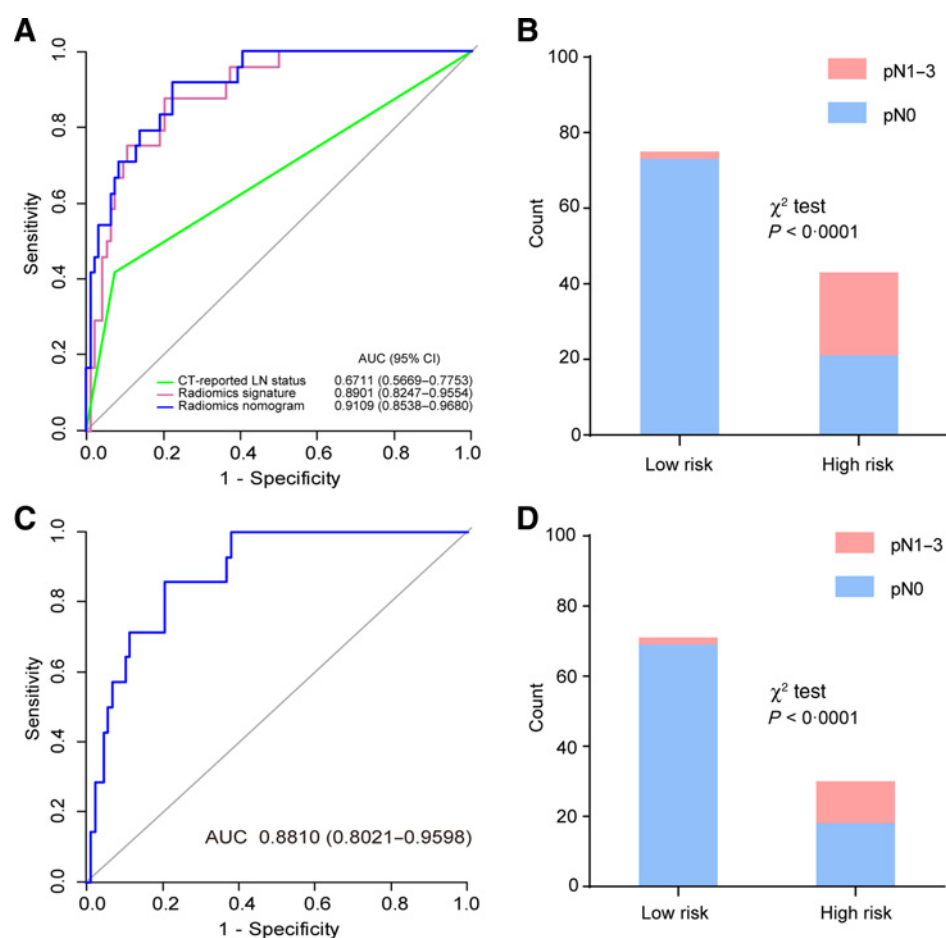 A
1.0
0.8
0.6
0.4
0.2
0.0
Sensitivity
AUC (95% CI)
CT-reported LN status 0.6711 (0.5669–0.7753)
Radiomics signature 0.8901 (0.8247–0.9554)
Radiomics nomogram 0.9109 (0.8538–0.9680)
0.0 0.2 0.4 0.6 0.8 1.0
1 - Specificity
B
100
80
60
40
20
0
Count
pN1–3
pN0
χ² test
P < 0·0001
Low risk High risk
C
1.0
0.8
0.6
0.4
0.2
0.0
Sensitivity
AUC 0.8810 (0.8021–0.9598)
0.0 0.2 0.4 0.6 0.8 1.0
1 - Specificity
D
100
80
60
40
20
0
Count
pN1–3
pN0
χ² test
P < 0·0001
Low risk High risk